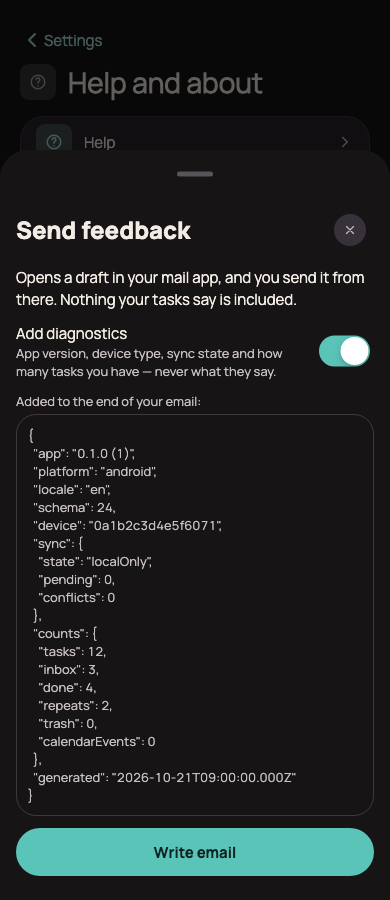 Settings
Help and about
Help
Send feedback
Opens a draft in your mail app, and you send it from
there. Nothing your tasks say is included.
Add diagnostics
App version, device type, sync state and how
many tasks you have — never what they say.
Added to the end of your email:
{
"app": "0.1.0 (1)",
"platform": "android",
"locale": "en",
"schema": 24,
"device": "0a1b2c3d4e5f6071",
"sync": {
"state": "localOnly",
"pending": 0,
"conflicts": 0
},
"counts": {
"tasks": 12,
"inbox": 3,
"done": 4,
"repeats": 2,
"trash": 0,
"calendarEvents": 0
},
"generated": "2026-10-21T09:00:00.000Z"
}
Write email